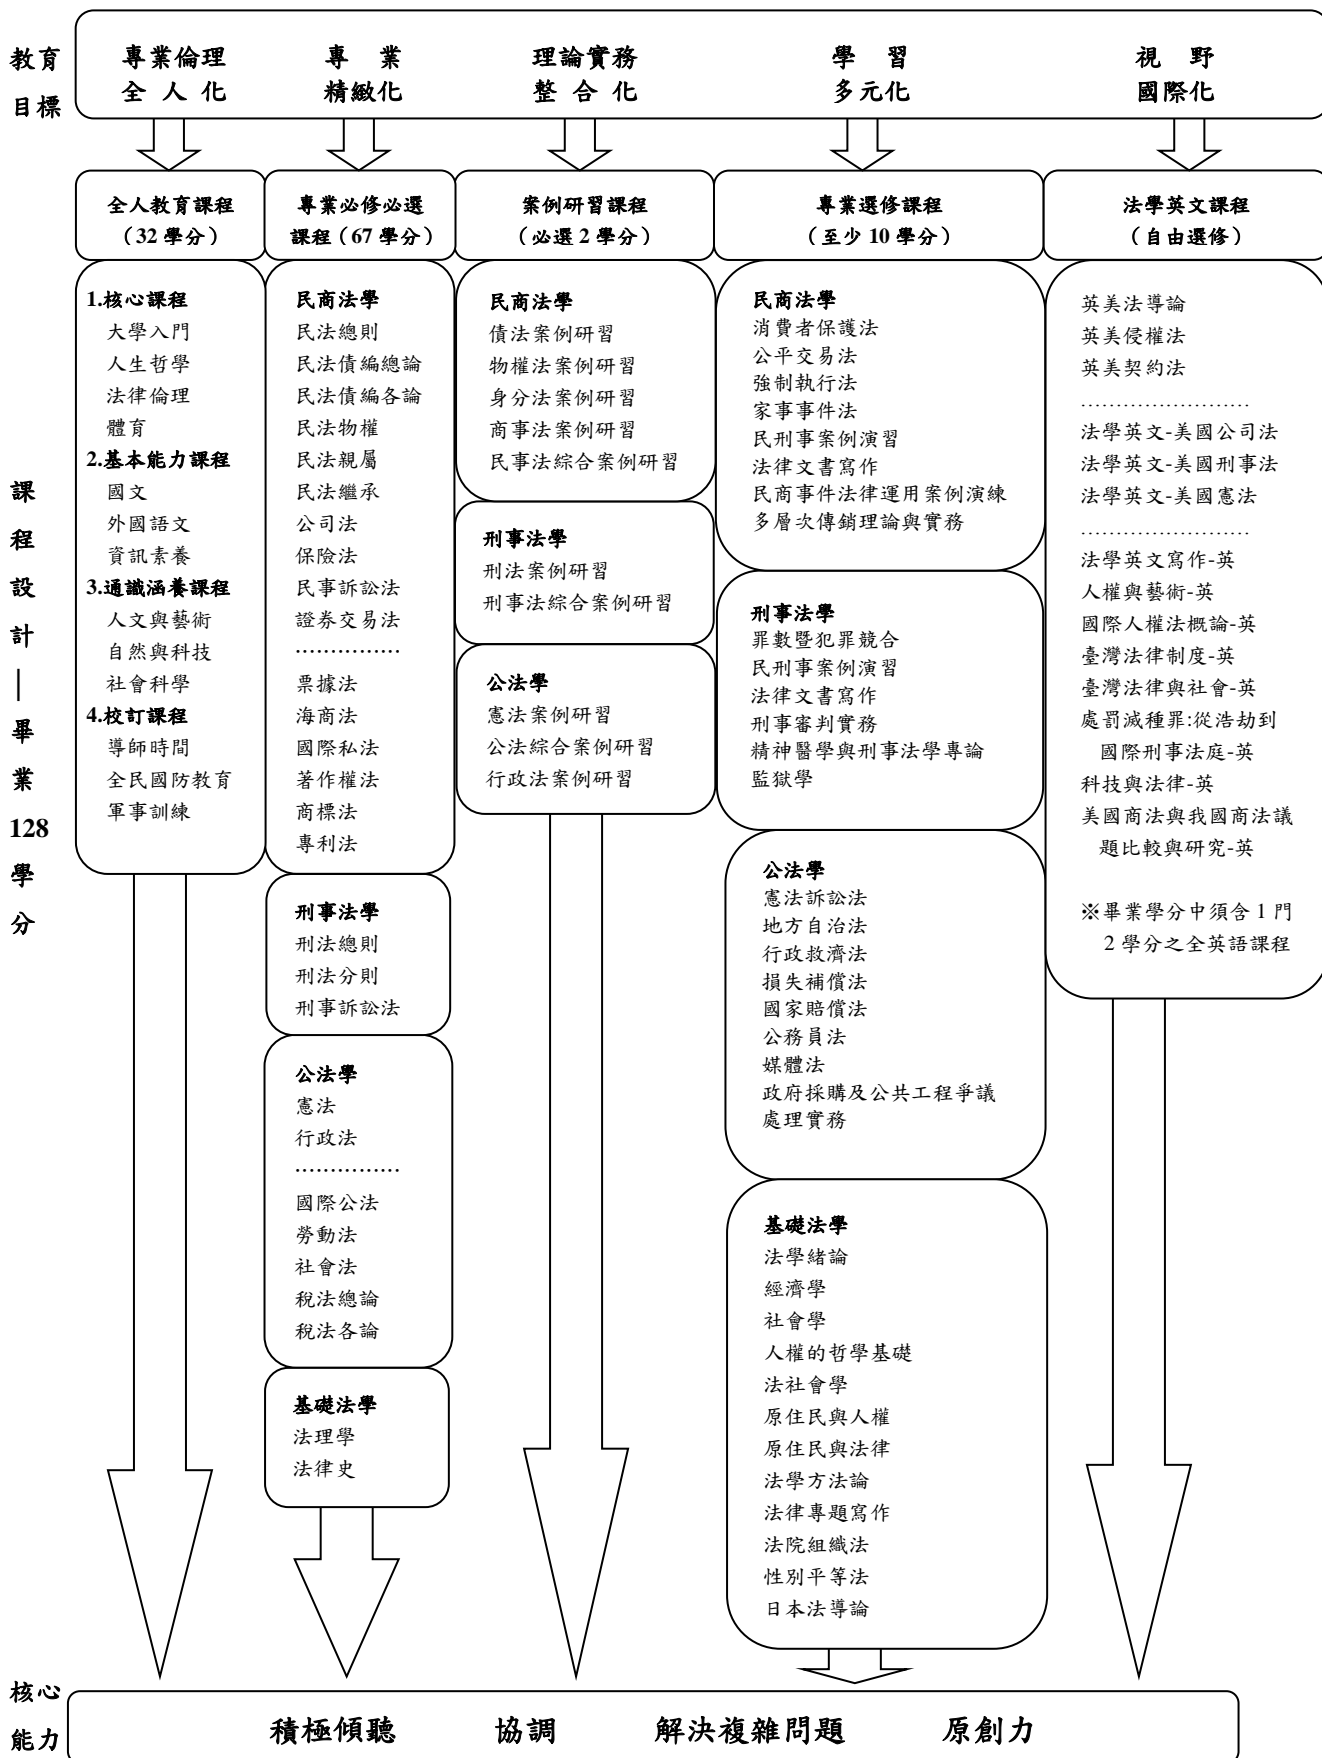 教育
目標
專業倫理
全人化
專業
精緻化
理論實務
整合化
學習
多元化
視野
國際化
課程設計—畢業128學分
全人教育課程
（32 學分）
1.核心課程
大學入門
人生哲學
法律倫理
體育
2.基本能力課程
國文
外國語文
資訊素養
3.通識涵養課程
人文與藝術
自然與科技
社會科學
4.校訂課程
導師時間
全民國防教育
軍事訓練
專業必修必選
課程（67 學分）
民商法學
民法總則
民法債編總論
民法債編各論
民法物權
民法親屬
民法繼承
公司法
保險法
民事訴訟法
證券交易法
……………
票據法
海商法
國際私法
著作權法
商標法
專利法
刑事法學
刑法總則
刑法分則
刑事訴訟法
公法學
憲法
行政法
……………
國際公法
勞動法
社會法
稅法總論
稅法各論
基礎法學
法理學
法律史
案例研習課程
（必選 2 學分）
民商法學
債法案例研習
物權法案例研習
身分法案例研習
商事法案例研習
民事法綜合案例研習
刑事法學
刑法案例研習
刑事法綜合案例研習
公法學
憲法案例研習
公法綜合案例研習
行政法案例研習
專業選修課程
（至少 10 學分）
民商法學
消費者保護法
公平交易法
強制執行法
家事事件法
民刑事案例演習
法律文書寫作
民商事件法律運用案例演練
多層次傳銷理論與實務
刑事法學
罪數暨犯罪競合
民刑事案例演習
法律文書寫作
刑事審判實務
精神醫學與刑事法學專論
監獄學
公法學
憲法訴訟法
地方自治法
行政救濟法
損失補償法
國家賠償法
公務員法
媒體法
政府採購及公共工程爭議
處理實務
基礎法學
法學緒論
經濟學
社會學
人權的哲學基礎
法社會學
原住民與人權
原住民與法律
法學方法論
法律專題寫作
法院組織法
性別平等法
日本法導論
法學英文課程
（自由選修）
英美法導論
英美侵權法
英美契約法
……………………
法學英文-美國公司法
法學英文-美國刑事法
法學英文-美國憲法
……………………
法學英文寫作-英
人權與藝術-英
國際人權法概論-英
臺灣法律制度-英
臺灣法律與社會-英
處罰滅種罪:從浩劫到
國際刑事法庭-英
科技與法律-英
美國商法與我國商法議
題比較與研究-英
※畢業學分中須含 1 門
2 學分之全英語課程
核心
能力
積極傾聽 協調 解決複雜問題 原創力